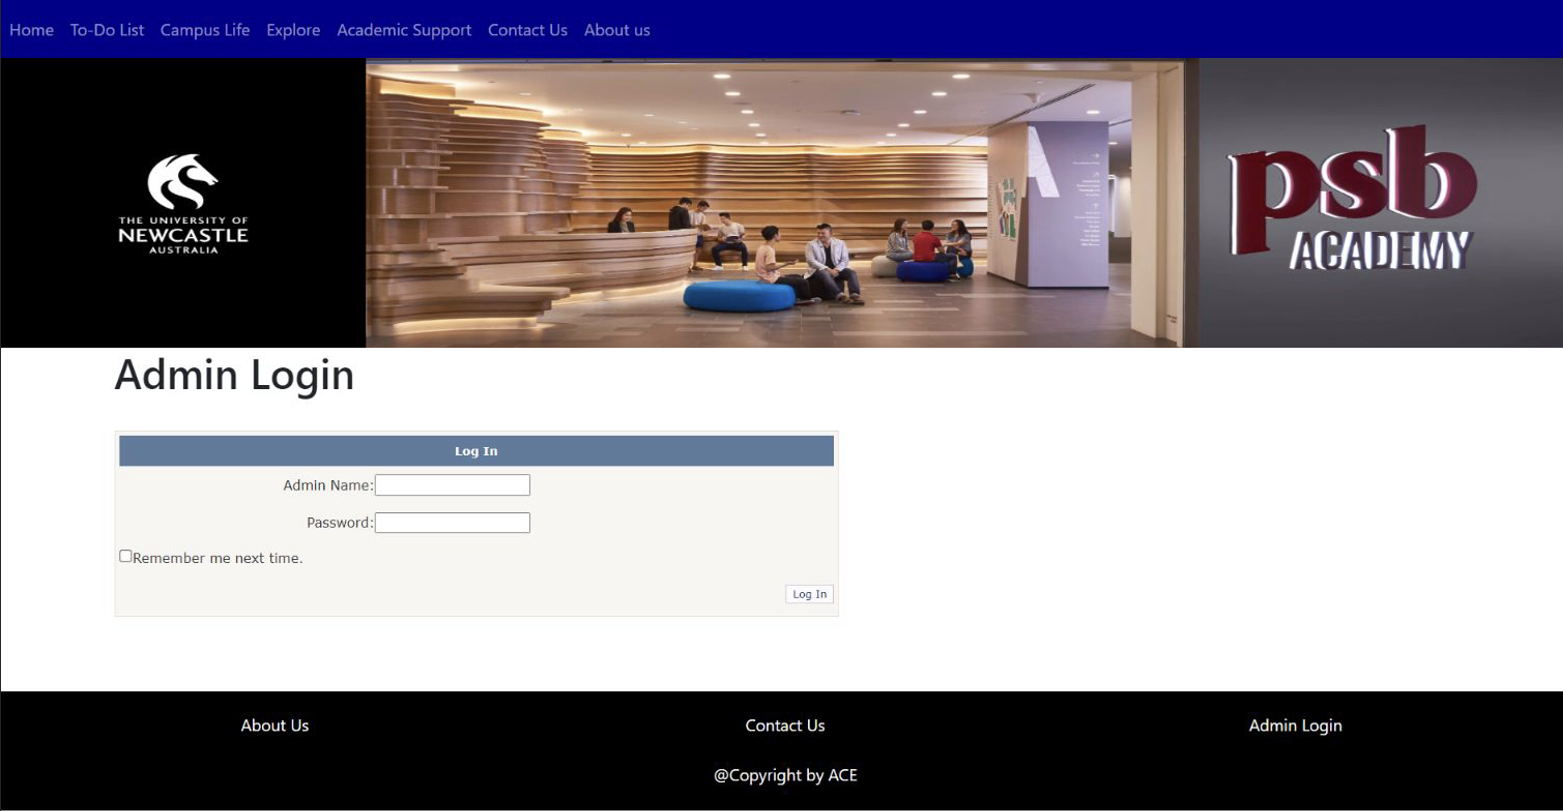 Home To-Do List Campus Life Explore Academic Support Contact Us About us
THE UNIVERSITY OF
NEWCASTLE
AUSTRALIA
psb
ACADEMY
Admin Login
Log In
Admin Name:
Password:
Remember me next time.
Log In
About Us Contact Us Admin Login
@Copyright by ACE